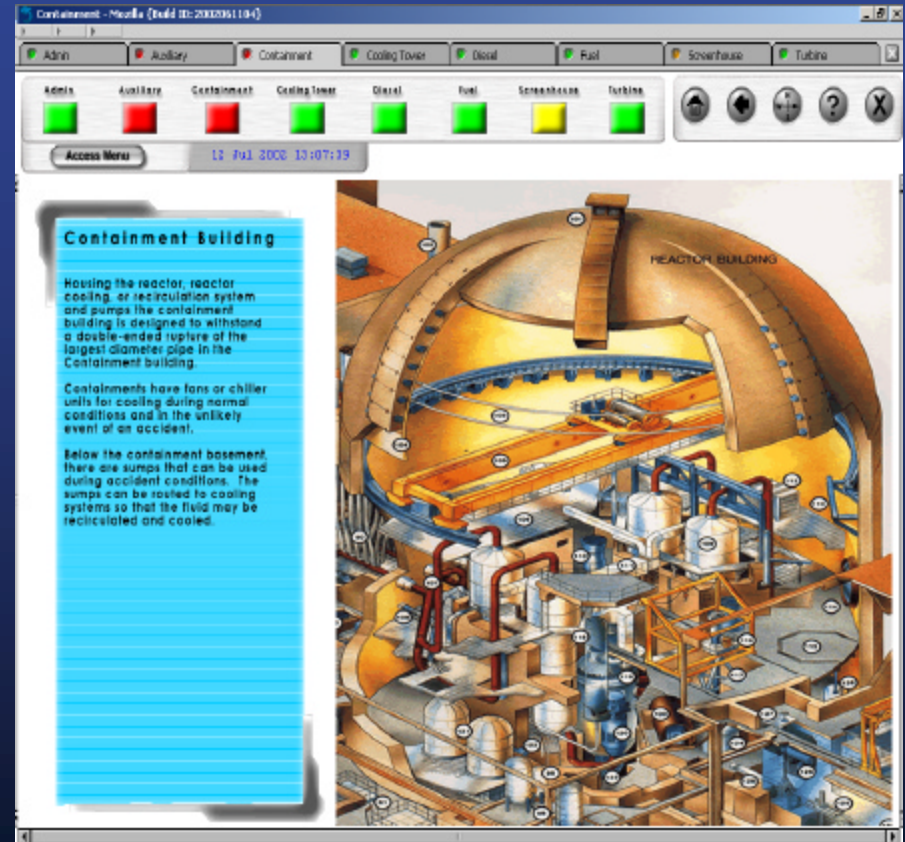 Containment - Mozilla {Build ID: 2002061104}
Admin Auxiliary Containment Cooling Tower Diesel Fuel Screenhouse Turbine
Admin Auxiliary Containment Cooling Tower Diesel Fuel Screenhouse Turbine
? X
Access Menu
12 Jul 2002 13:07:39
Containment Building
Housing the reactor, reactor
cooling, or recirculation system
and pumps the containment
building is designed to withstand
a double-ended rupture of the
largest diameter pipe in the
Containment building.
Containments have fans or chiller
units for cooling during normal
conditions and in the unlikely
event of an accident.
Below the containment basement,
there are sumps that can be used
during accident conditions. The
sumps can be routed to cooling
systems so that the fluid may be
recirculated and cooled.
REACTOR BUILDING